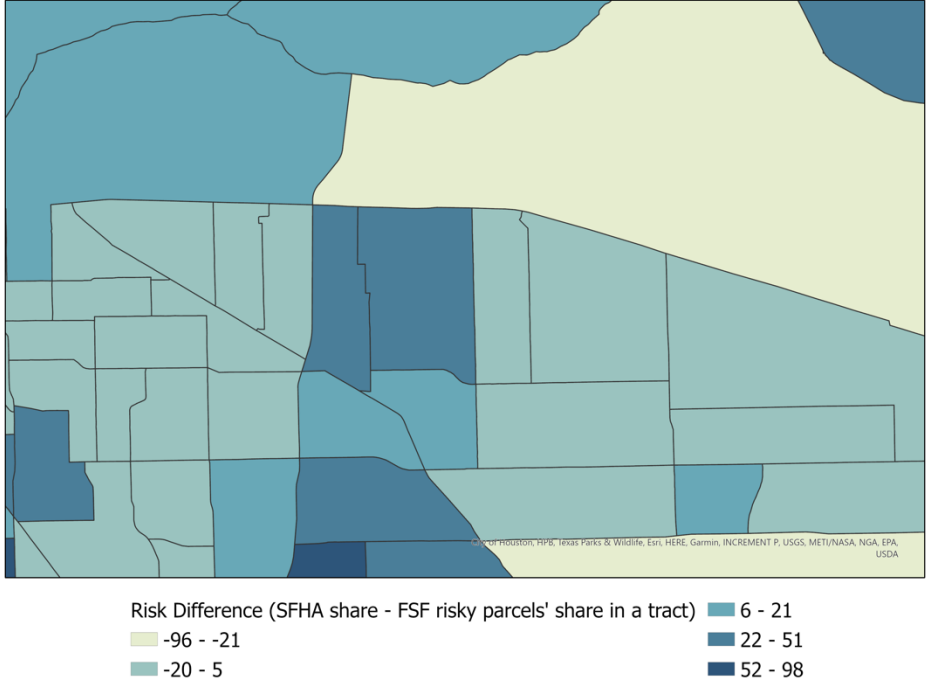 of Houston, HPB, Texas Parks & Wildlife, Esri, HERE, Garmin, INCREMENT P, USGS, METI/NASA, NGA, EPA,
USDA
Risk Difference (SFHA share - FSF risky parcels' share in a tract)
-96 - -21
-20 - 5
6 - 21
22 - 51
52 - 98